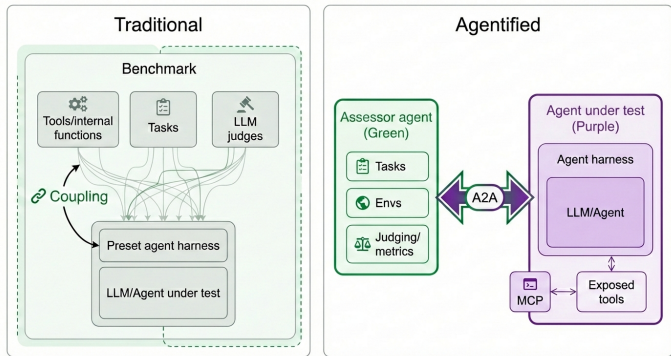 Traditional
Benchmark
Tools/internal
functions
Tasks
LLM
judges
Coupling
Preset agent harness
LLM/Agent under test
Agentified
Assessor agent
(Green)
Tasks
Envs
Judging/
metrics
A2A
Agent under test
(Purple)
Agent harness
LLM/Agent
MCP
Exposed
tools